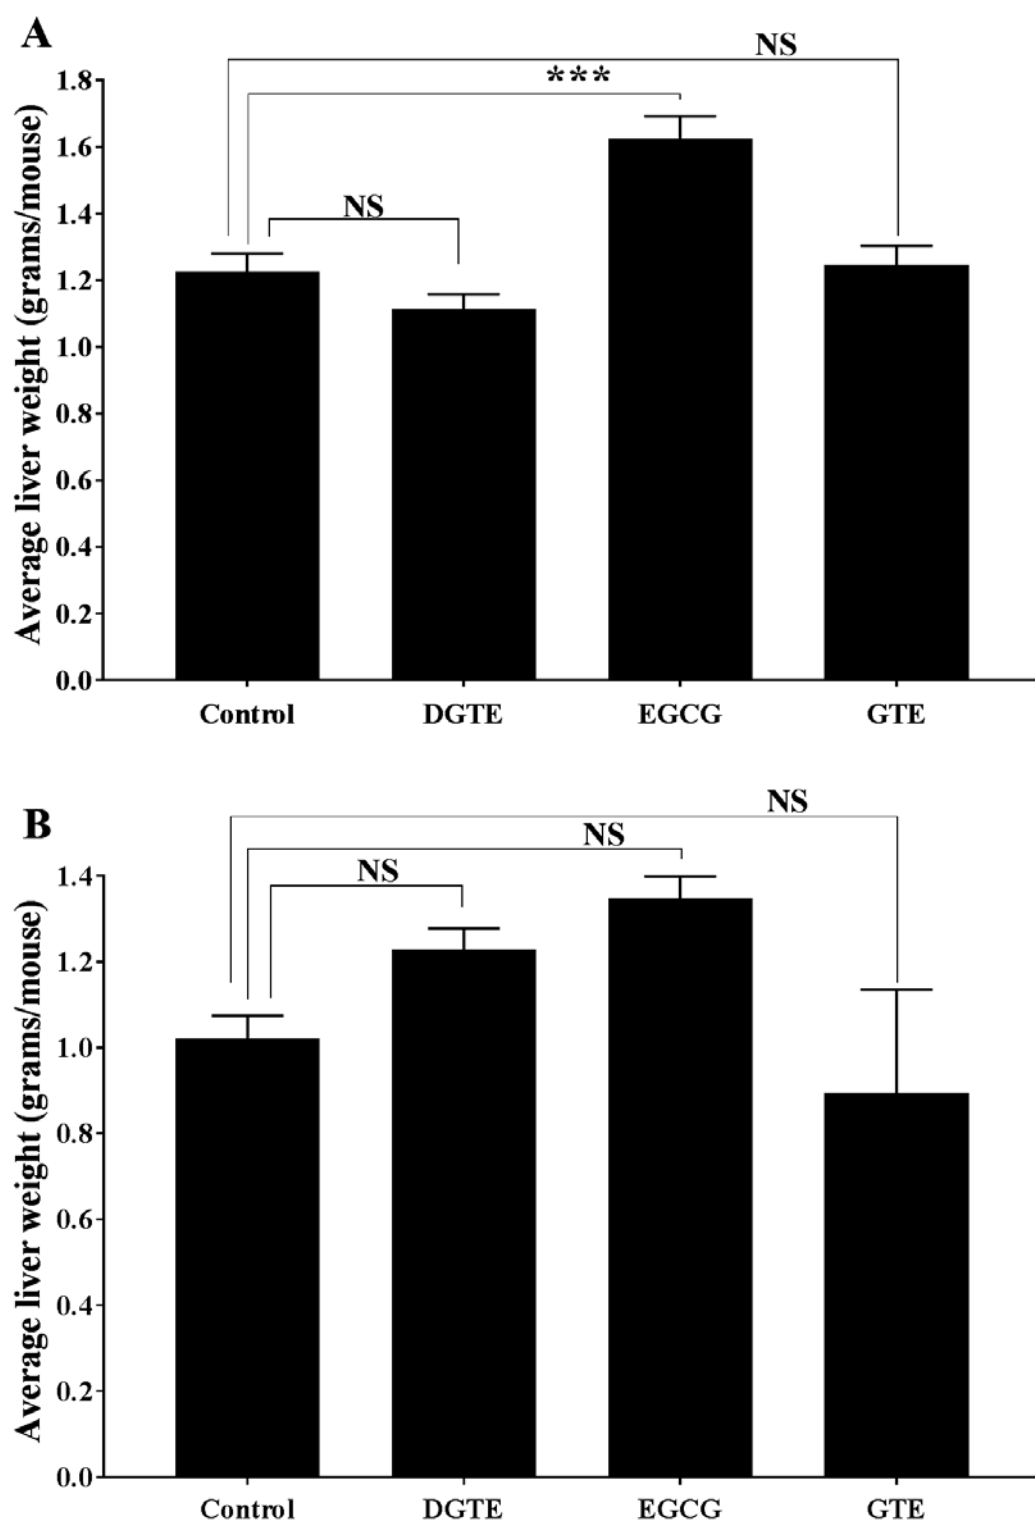 A
NS
***
NS
Average liver weight (grams/mouse)
1.8
1.6
1.4
1.2
1.0
0.8
0.6
0.4
0.2
0.0
Control DGTE EGCG GTE
B
NS
NS
NS
Average liver weight (grams/mouse)
1.4
1.2
1.0
0.8
0.6
0.4
0.2
0.0
Control DGTE EGCG GTE